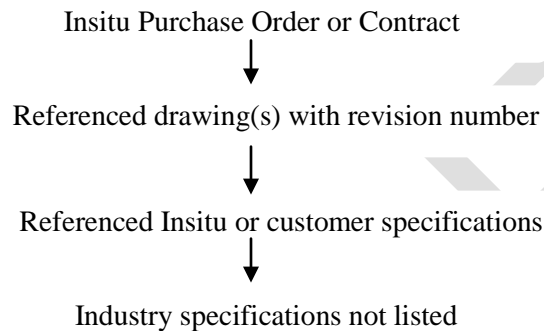 Insitu Purchase Order or Contract
Referenced drawing(s) with revision number
Referenced Insitu or customer specifications
Industry specifications not listed